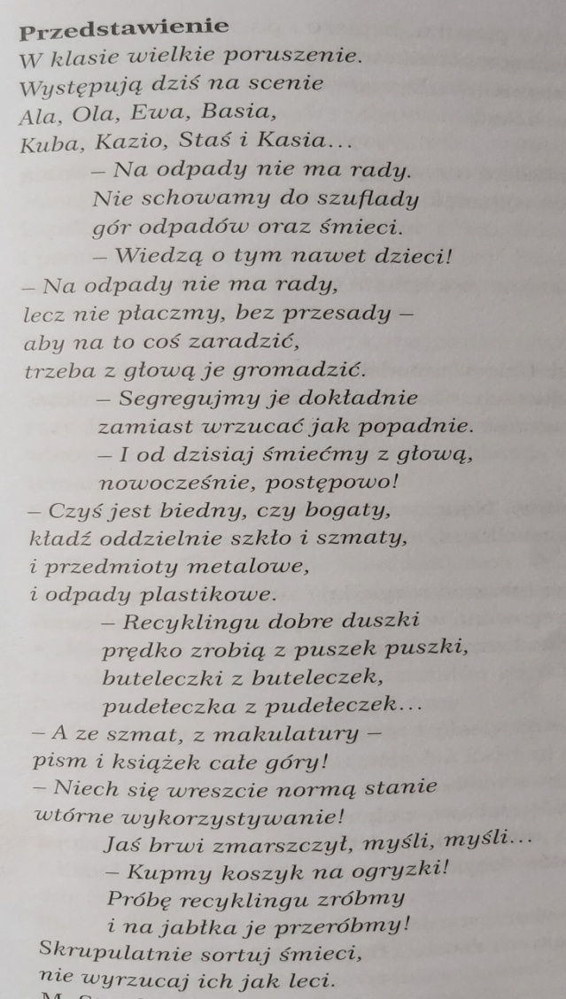 Przedstawienie
W klasie wielkie poruszenie.
Występują dziś na scenie
Ala, Ola, Ewa, Basia,
Kuba, Kazio, Staś i Kasia...
– Na odpady nie ma rady.
Nie schowamy do szuflady
gór odpadów oraz śmieci.
– Wiedzą o tym nawet dzieci!
– Na odpady nie ma rady,
lecz nie płaczmy, bez przesady –
aby na to coś zaradzić,
trzeba z głową je gromadzić.
– Segregujmy je dokładnie
zamiast wrzucać jak popadnie.
– I od dzisiaj śmiećmy z głową,
nowocześnie, postępowo!
– Czyś jest biedny, czy bogaty,
kładź oddzielnie szkło i szmaty,
i przedmioty metalowe,
i odpady plastikowe.
– Recyklingu dobre duszki
prędko zrobią z puszek puszki,
buteleczki z buteleczek,
pudełeczka z pudełeczek...
– A ze szmat, z makulatury –
pism i książek całe góry!
– Niech się wreszcie normą stanie
wtórne wykorzystywanie!
Jaś brwi zmarszczył, myśli, myśli...
– Kupmy koszyk na ogryzki!
Próbę recyklingu zróbmy
i na jabłka je przeróbmy!
Skrupulatnie sortuj śmieci,
nie wyrzucaj ich jak leci.